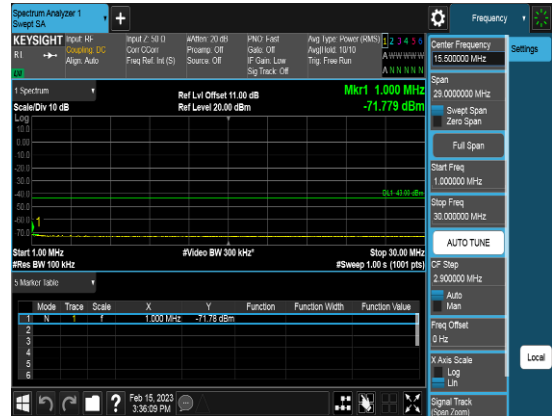 Spectrum Analyzer 1
Swept SA
+
Frequency
KEYSIGHT
R1
LXI
Input: RF
Coupling: DC
Align: Auto
Input Z: 50 Ω
Corr CCorr
Freq Ref: Int (S)
#Atten: 20 dB
Preamp: Off
Source: Off
PNO: Fast
Gate: Off
IF Gain: Low
Sig Track: Off
Avg Type: Power (RMS)
Avg|Hold: 10/10
Trig: Free Run
1 2 3 4 5 6
A W W W W W
A N N N N N
Center Frequency
15.500000 MHz
Settings
1 Spectrum
Scale/Div 10 dB
Ref Lvl Offset 11.00 dB
Ref Level 20.00 dBm
Mkr1 1.000 MHz
-71.779 dBm
Log
10.0
0.00
-10.0
-20.0
-30.0
-40.0
-50.0
-60.0
-70.0
DL1 -43.00 dBm
1
Start 1.00 MHz
#Res BW 100 kHz
#Video BW 300 kHz*
Stop 30.00 MHz
#Sweep 1.00 s (1001 pts)
Span
29.0000000 MHz
Swept Span
Zero Span
Full Span
Start Freq
1.000000 MHz
Stop Freq
30.000000 MHz
AUTO TUNE
CF Step
2.900000 MHz
Auto
Man
Freq Offset
0 Hz
X Axis Scale
Log
Lin
Signal Track
(Span Zoom)
Local
5 Marker Table
Mode Trace Scale X Y Function Function Width Function Value
1 N 1 f 1.000 MHz -71.78 dBm
2
3
4
5
6
?
Feb 15, 2023
3:36:09 PM